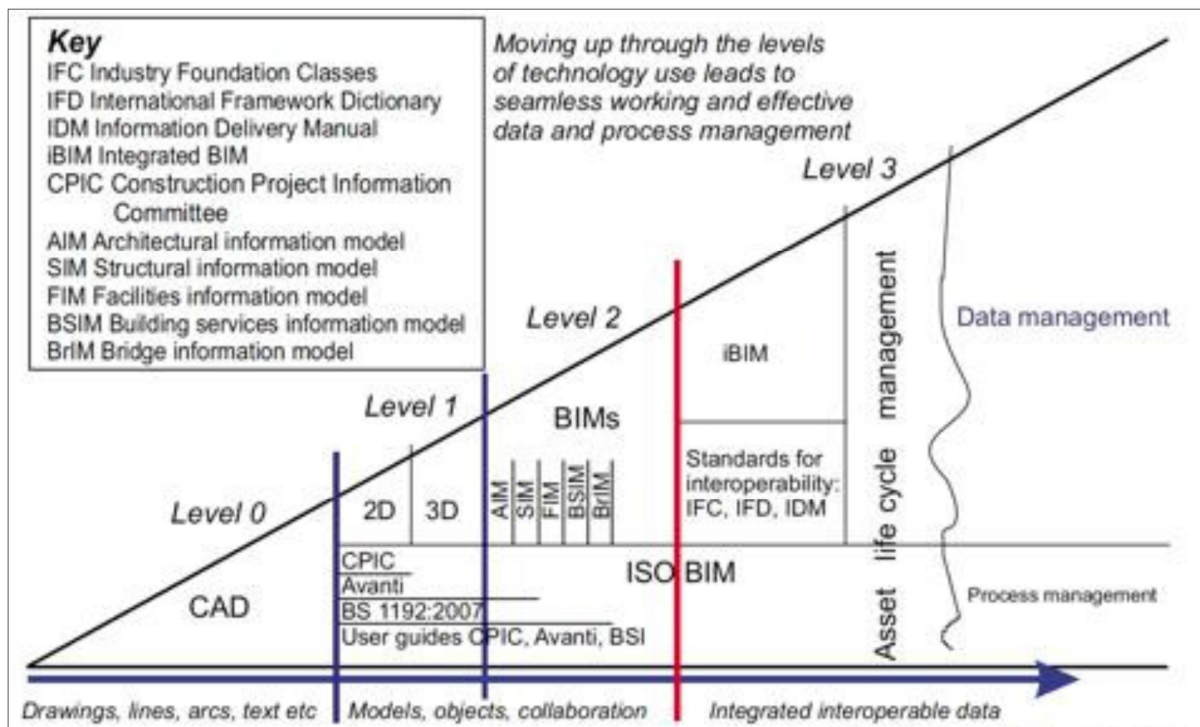 Key
IFC Industry Foundation Classes
IFD International Framework Dictionary
IDM Information Delivery Manual
iBIM Integrated BIM
CPIC Construction Project Information
Committee
AIM Architectural information model
SIM Structural information model
FIM Facilities information model
BSIM Building services information model
BrIM Bridge information model
Moving up through the levels
of technology use leads to
seamless working and effective
data and process management
Level 3
Level 2
Level 1
Level 0
iBIM
Data management
BIMs
Standards for
interoperability:
IFC, IFD, IDM
2D
3D
AIM
SIM
FIM
BSIM
BrIM
Asset life cycle management
CAD
CPIC
Avanti
BS 1192:2007
User guides CPIC, Avanti, BSI
ISO BIM
Process management
Drawings, lines, arcs, text etc
Models, objects, collaboration
Integrated interoperable data